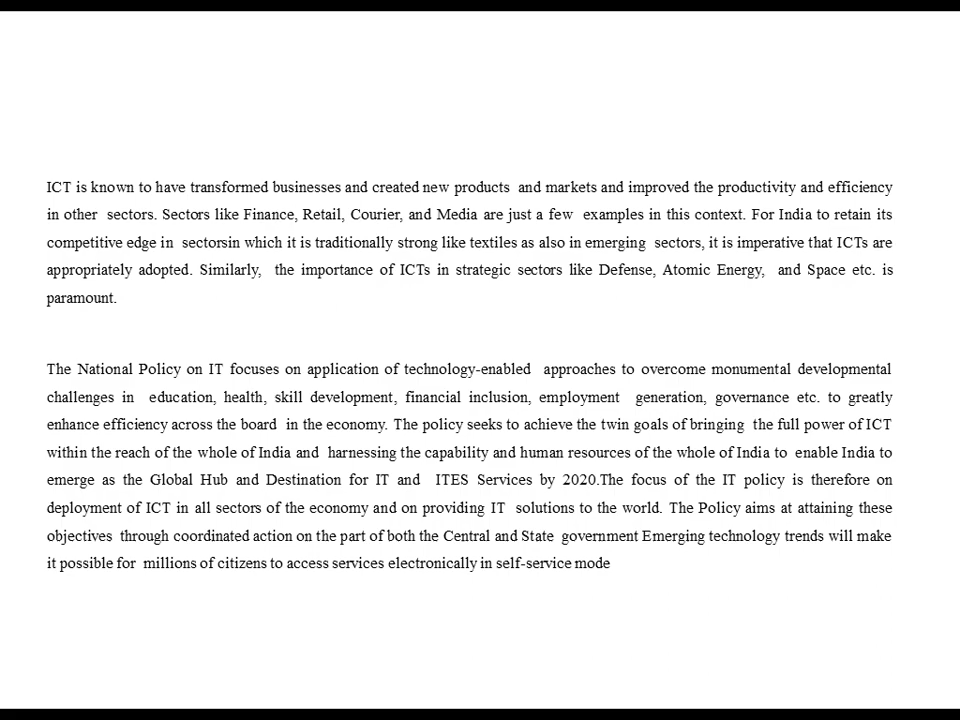 ICT is known to have transformed businesses and created new products and markets and improved the productivity and efficiency
in other sectors. Sectors like Finance, Retail, Courier, and Media are just a few examples in this context. For India to retain its
competitive edge in sectorsin which it is traditionally strong like textiles as also in emerging sectors, it is imperative that ICTs are
appropriately adopted. Similarly, the importance of ICTs in strategic sectors like Defense, Atomic Energy, and Space etc. is
paramount.
The National Policy on IT focuses on application of technology-enabled approaches to overcome monumental developmental
challenges in education, health, skill development, financial inclusion, employment generation, governance etc. to greatly
enhance efficiency across the board in the economy. The policy seeks to achieve the twin goals of bringing the full power of ICT
within the reach of the whole of India and harnessing the capability and human resources of the whole of India to enable India to
emerge as the Global Hub and Destination for IT and ITES Services by 2020.The focus of the IT policy is therefore on
deployment of ICT in all sectors of the economy and on providing IT solutions to the world. The Policy aims at attaining these
objectives through coordinated action on the part of both the Central and State government Emerging technology trends will make
it possible for millions of citizens to access services electronically in self-service mode